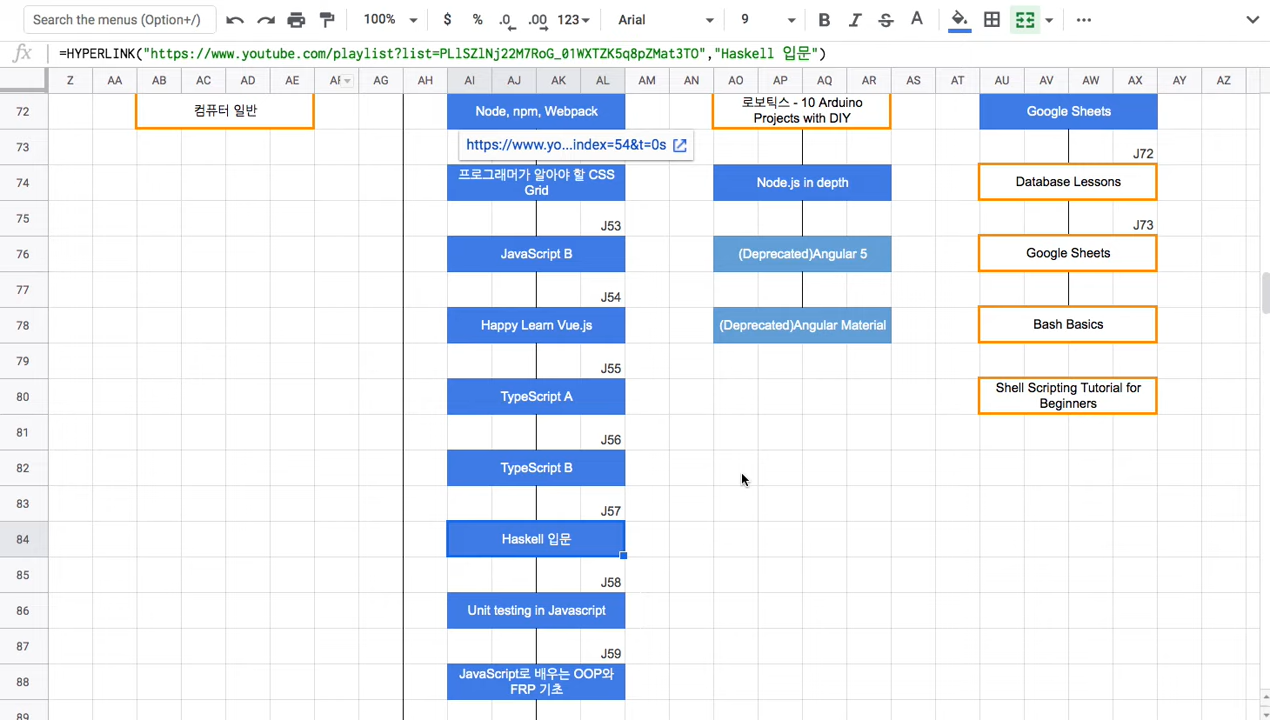 Search the menus (Option+/) 100% $ % .0 .00 123 Arial 9 B I S A
fx =HYPERLINK("https://www.youtube.com/playlist?list=PLlSZlNj22M7RoG_01WXTZK5q8pZMat3TO","Haskell 입문")
Z AA AB AC AD AE AF AG AH AI AJ AK AL AM AN AO AP AQ AR AS AT AU AV AW AX AY AZ
72 컴퓨터 일반 Node, npm, Webpack 로보틱스 - 10 Arduino
Projects with DIY Google Sheets
73 https://www.yo...index=54&t=0s J72
74 프로그래머가 알아야 할 CSS
Grid Node.js in depth Database Lessons
75 J53 J73
76 JavaScript B (Deprecated)Angular 5 Google Sheets
77 J54
78 Happy Learn Vue.js (Deprecated)Angular Material Bash Basics
79 J55
80 TypeScript A Shell Scripting Tutorial for
Beginners
81 J56
82 TypeScript B
83 J57
84 Haskell 입문
85 J58
86 Unit testing in Javascript
87 J59
88 JavaScript로 배우는 OOP와
FRP 기초
89